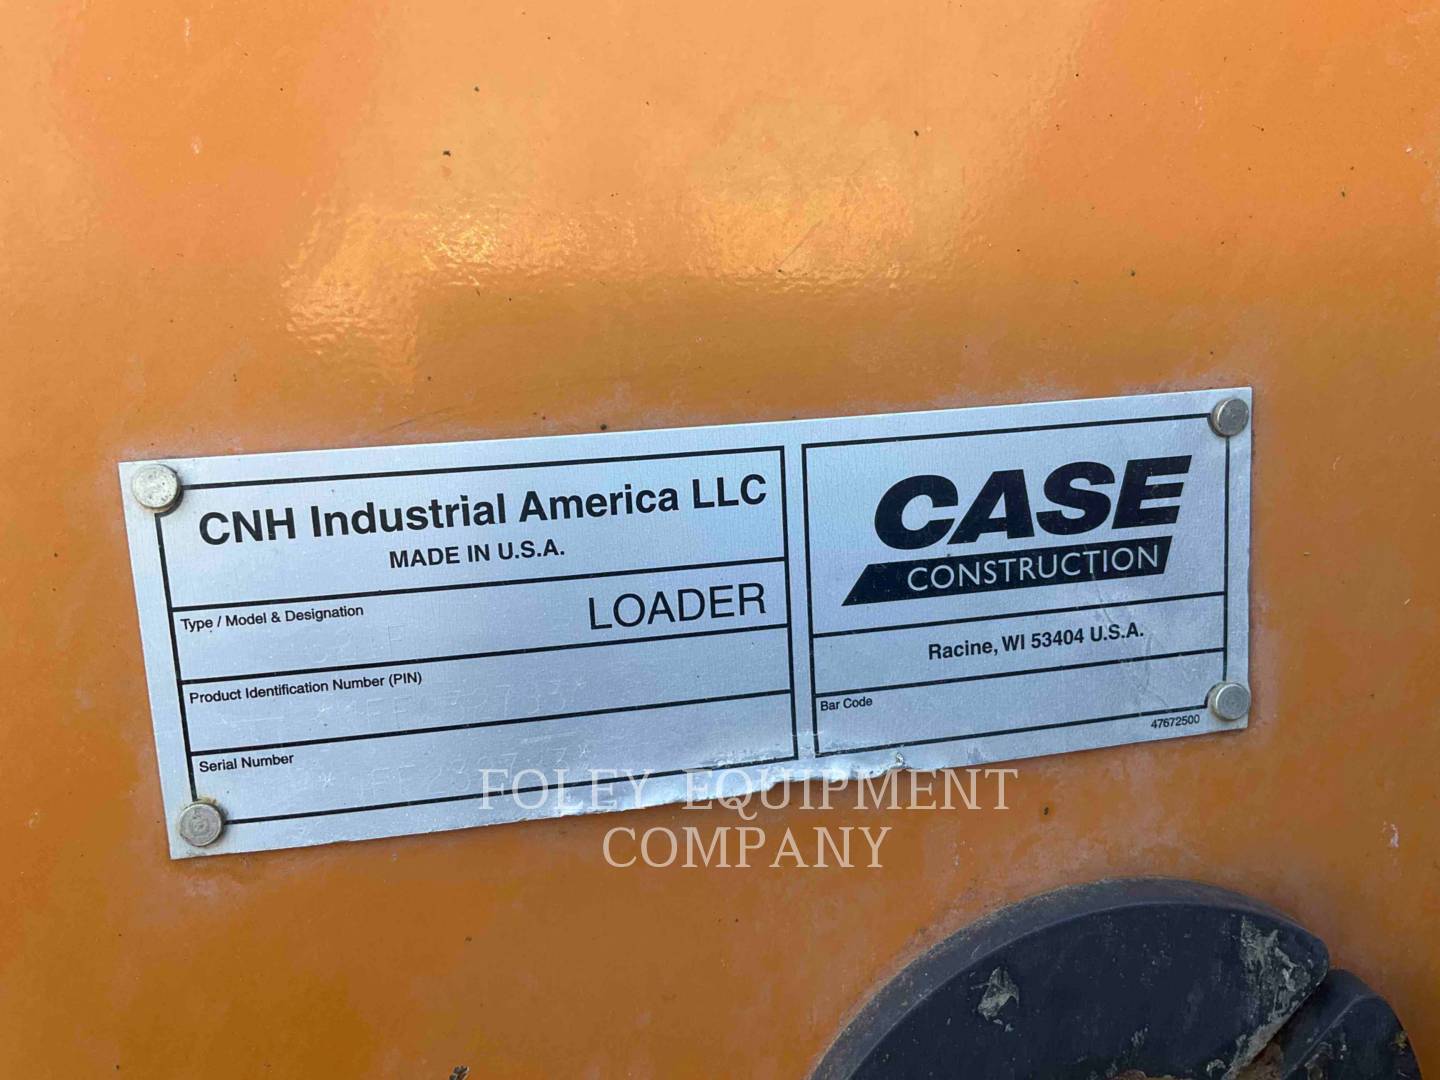 CNH Industrial America LLC
MADE IN U.S.A.
Type / Model & Designation
LOADER
Product Identification Number (PIN)
Serial Number
CASE
CONSTRUCTION
Racine, WI 53404 U.S.A.
Bar Code
47672500
FOLEY EQUIPMENT
COMPANY